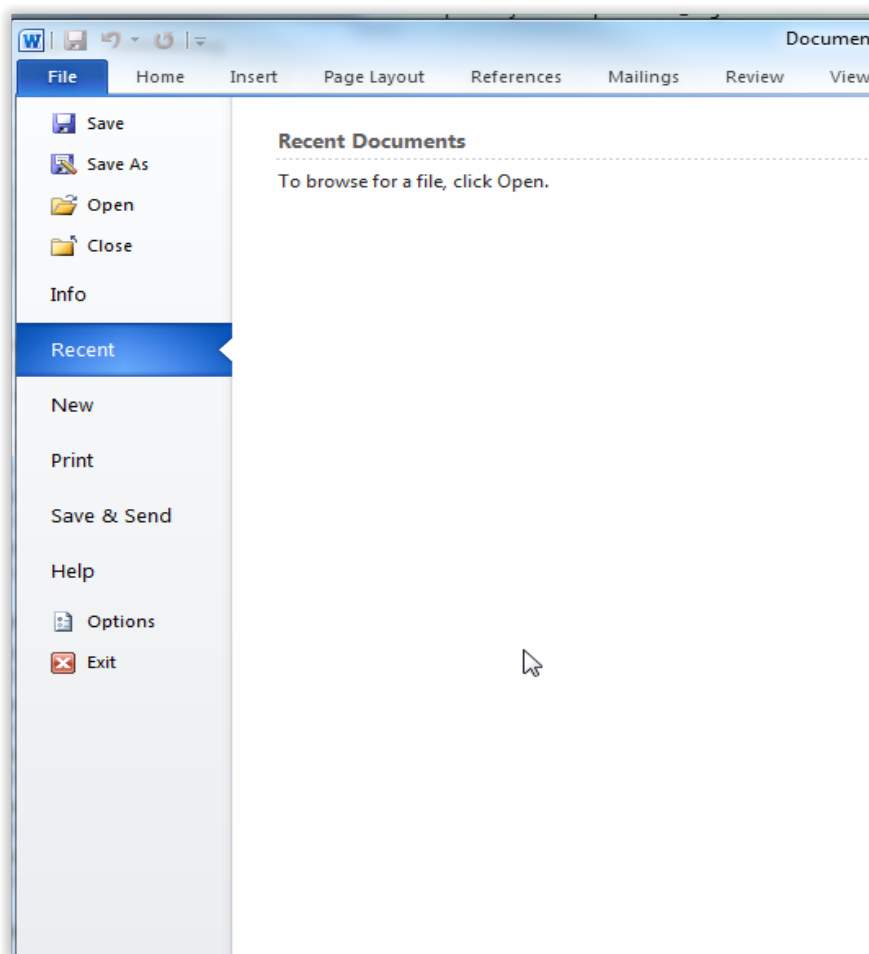 W
Documen
File Home Insert Page Layout References Mailings Review View
Save
Save As
Open
Close
Info
Recent
New
Print
Save & Send
Help
Options
Exit
Recent Documents
To browse for a file, click Open.